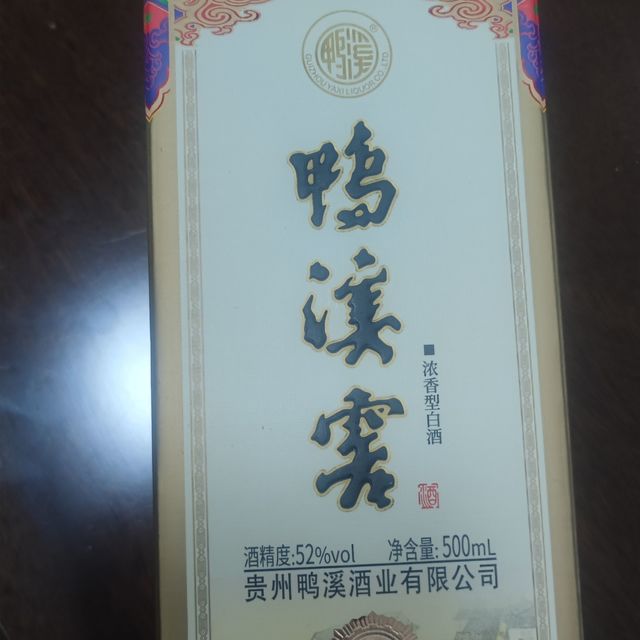 鸭溪
®
GUIZHOU YAXI LIQUOR CO.,LTD.
鸭溪窖
■浓香型白酒
酒
酒精度:52%vol 净含量:500mL
贵州鸭溪酒业有限公司